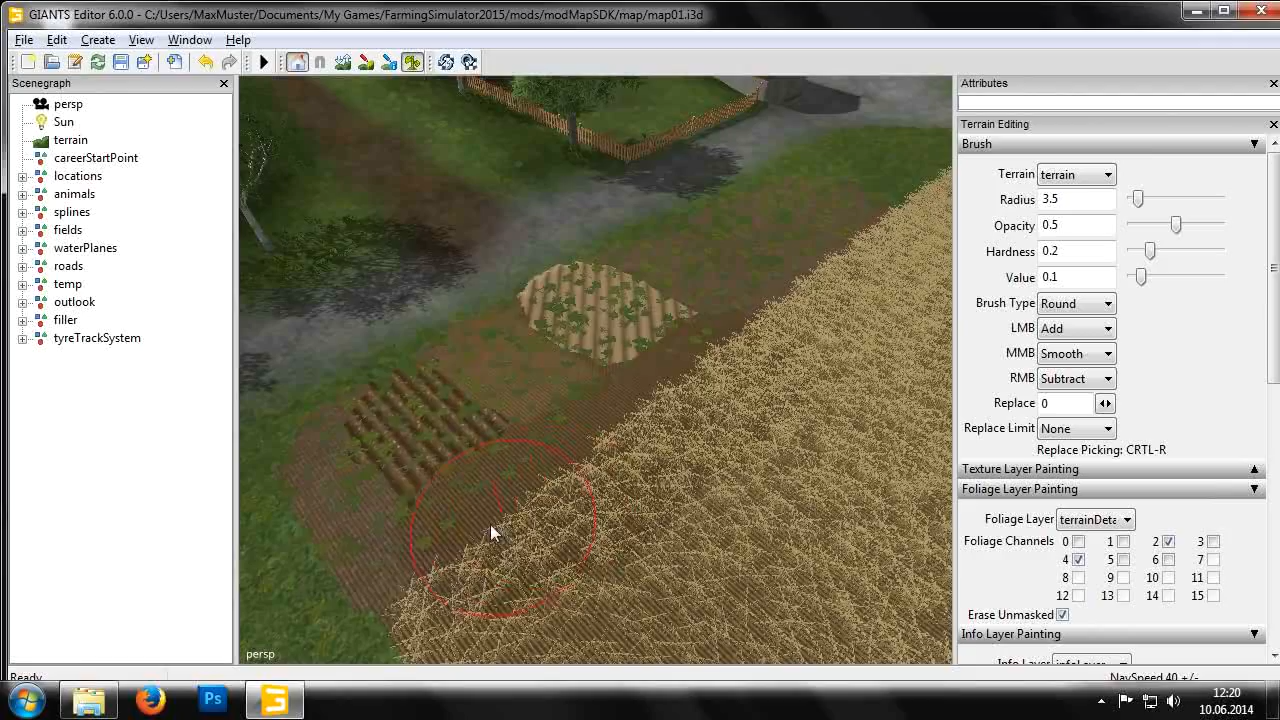 GIANTS Editor 6.0.0 - C:/Users/MaxMuster/Documents/My Games/FarmingSimulator2015/mods/modMapSDK/map/map01.i3d
File Edit Create View Window Help
Scenegraph
persp
Sun
terrain
careerStartPoint
locations
animals
splines
fields
waterPlanes
roads
temp
outlook
filler
tyreTrackSystem
persp
Attributes
Terrain Editing
Brush
Terrain terrain
Radius 3.5
Opacity 0.5
Hardness 0.2
Value 0.1
Brush Type Round
LMB Add
MMB Smooth
RMB Subtract
Replace 0
Replace Limit None
Replace Picking: CRTL-R
Texture Layer Painting
Foliage Layer Painting
Foliage Layer terrainDeta
Foliage Channels 0 1 2 3
4 5 6 7
8 9 10 11
12 13 14 15
Erase Unmasked
Info Layer Painting
Info Layer infoLayer
Ready
NavSpeed 40 +/-
Ps
12:20
10.06.2014